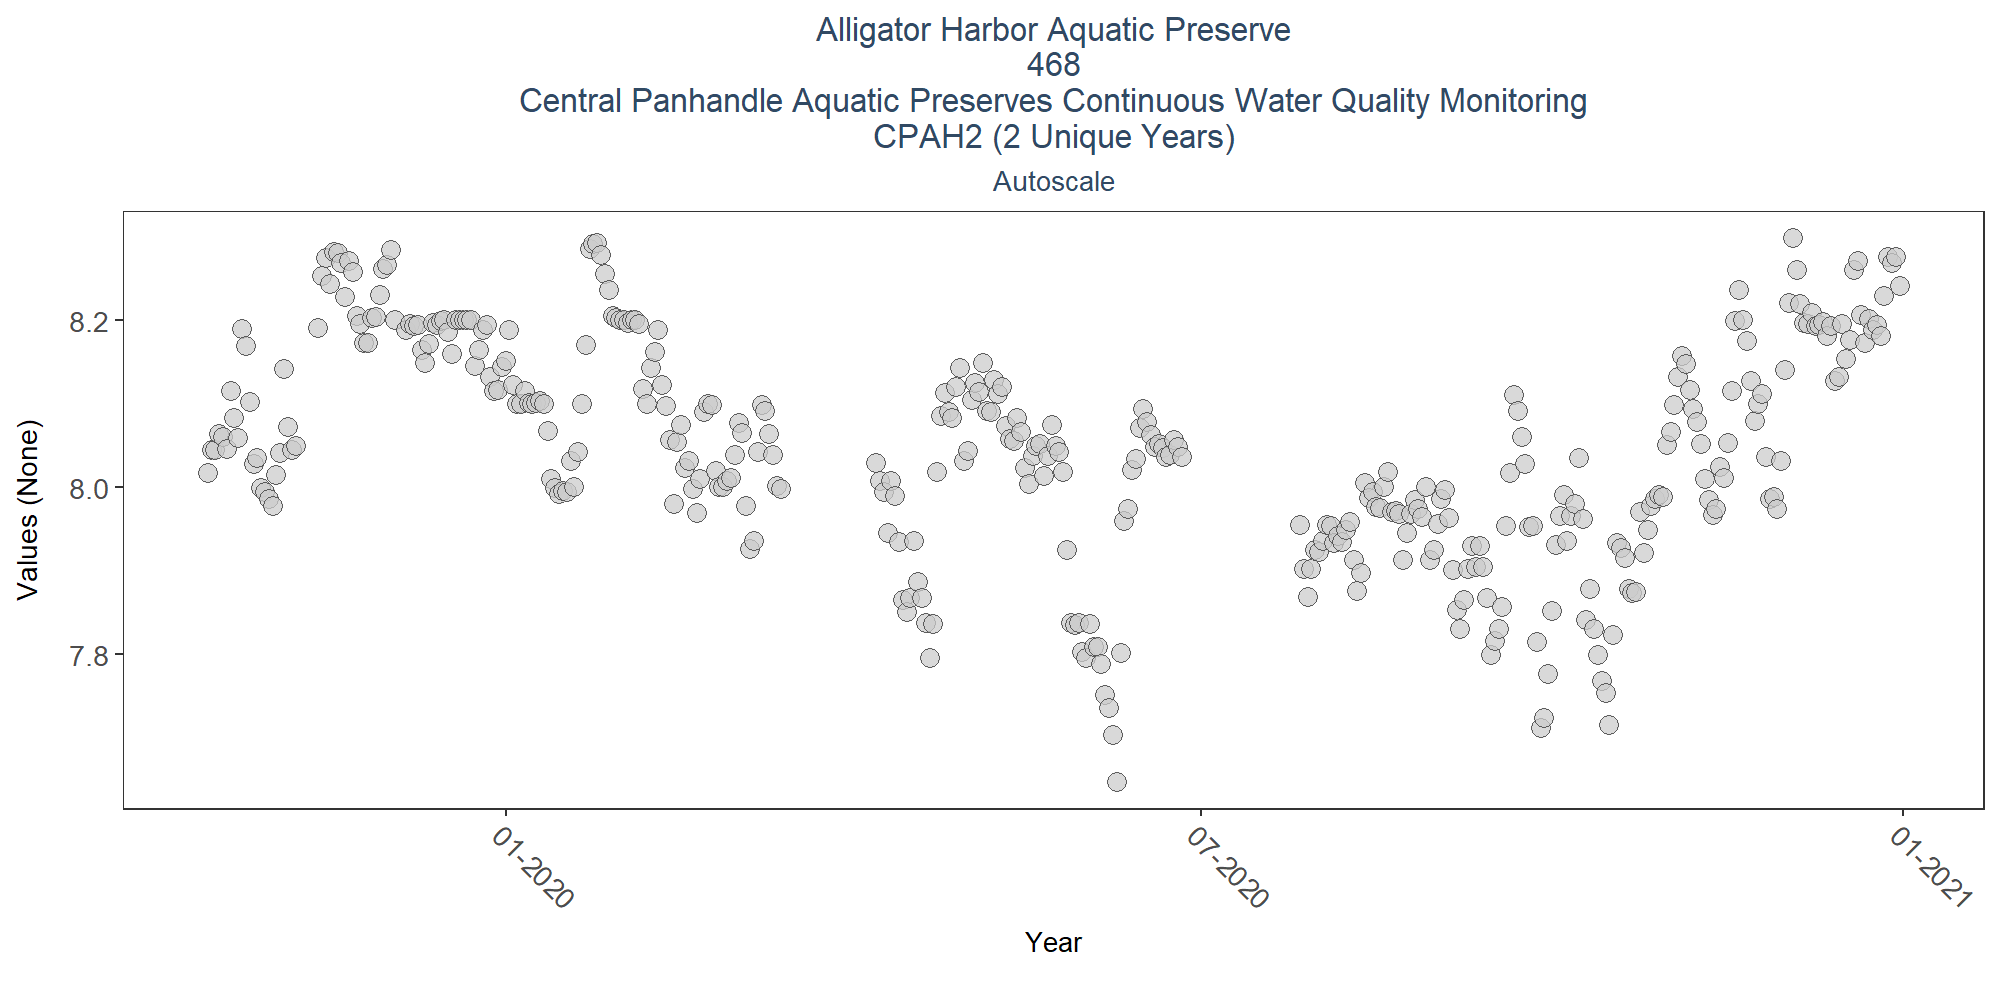 Alligator Harbor Aquatic Preserve
468
Central Panhandle Aquatic Preserves Continuous Water Quality Monitoring
CPAH2 (2 Unique Years)
Autoscale
Values (None)
8.2
8.0
7.8
01-2020
07-2020
01-2021
Year